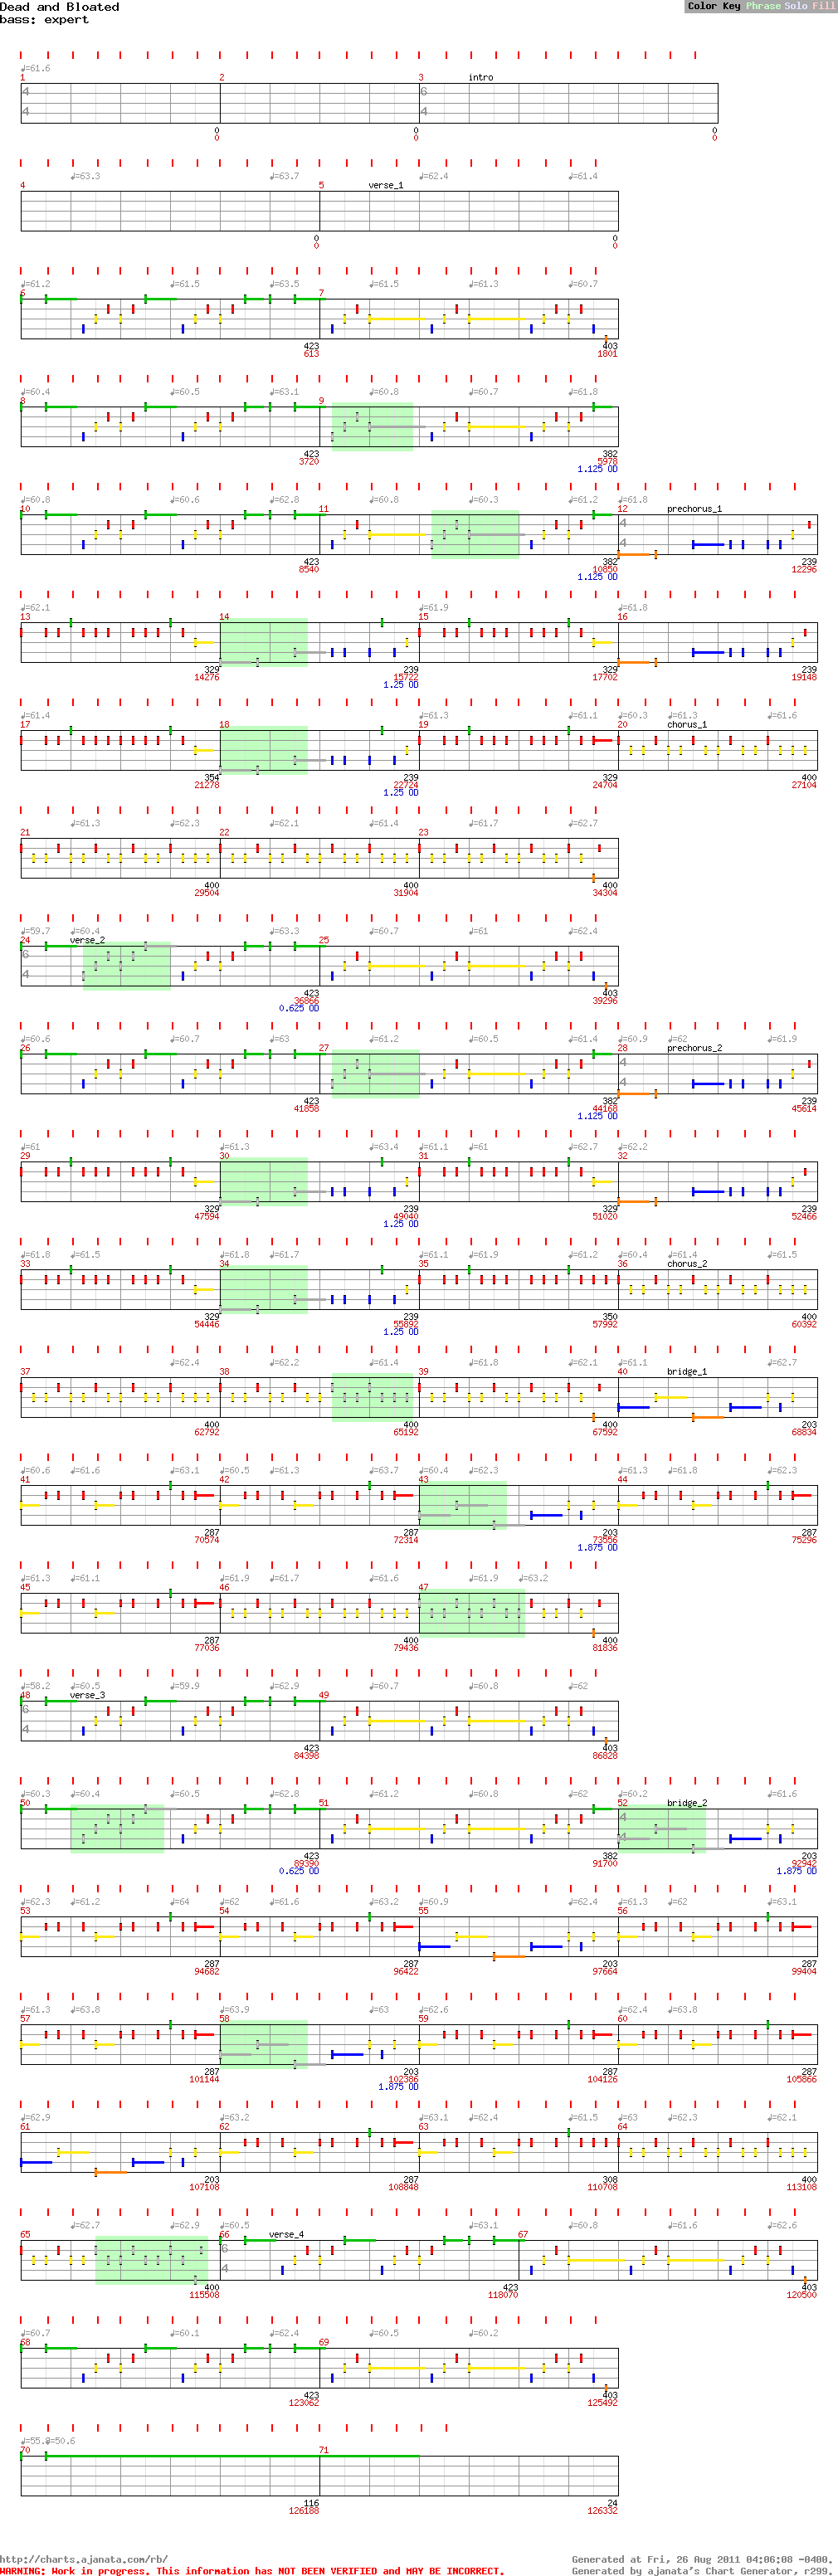 Dead and Bloated
Color Key Phrase Solo Fill
bass: expert
♩=61.6
1 2 3 intro
4 6
4 4
0 0 0
0 0 0
♩=63.3 ♩=63.7 ♩=62.4 ♩=61.4
4 5 verse_1
0 0
0 0
♩=61.2 ♩=61.5 ♩=63.5 ♩=61.5 ♩=61.3 ♩=60.7
6 7
423 403
613 1801
♩=60.4 ♩=60.5 ♩=63.1 ♩=60.8 ♩=60.7 ♩=61.8
8 9
423 382
3720 5978
1.125 OD
♩=60.8 ♩=60.6 ♩=62.8 ♩=60.8 ♩=60.3 ♩=61.2 ♩=61.8
10 11 12 prechorus_1
4
4
423 382 239
8540 10850 12296
1.125 OD
♩=62.1 ♩=61.9 ♩=61.8
13 14 15 16
329 239 329 239
14276 15722 17702 19148
1.25 OD
♩=61.4 ♩=61.3 ♩=61.1 ♩=60.3 ♩=61.3 ♩=61.6
17 18 19 20 chorus_1
354 239 329 400
21278 22724 24704 27104
1.25 OD
♩=61.3 ♩=62.3 ♩=62.1 ♩=61.4 ♩=61.7 ♩=62.7
21 22 23
400 400 400
29504 31904 34304
♩=59.7 ♩=60.4 ♩=63.3 ♩=60.7 ♩=61 ♩=62.4
24 verse_2 25
6
4
423 403
36866 39296
0.625 OD
♩=60.6 ♩=60.7 ♩=63 ♩=61.2 ♩=60.5 ♩=61.4 ♩=60.9 ♩=62 ♩=61.9
26 27 28 prechorus_2
4
4
423 382 239
41858 44168 45614
1.125 OD
♩=61 ♩=61.3 ♩=63.4 ♩=61.1 ♩=61 ♩=62.7 ♩=62.2
29 30 31 32
329 239 329 239
47594 49040 51020 52466
1.25 OD
♩=61.8 ♩=61.5 ♩=61.8 ♩=61.7 ♩=61.1 ♩=61.9 ♩=61.2 ♩=60.4 ♩=61.4 ♩=61.5
33 34 35 36 chorus_2
329 239 350 400
54446 55892 57992 60392
1.25 OD
♩=62.4 ♩=62.2 ♩=61.4 ♩=61.8 ♩=62.1 ♩=61.1 ♩=62.7
37 38 39 40 bridge_1
400 400 400 203
62792 65192 67592 68834
♩=60.6 ♩=61.6 ♩=63.1 ♩=60.5 ♩=61.3 ♩=63.7 ♩=60.4 ♩=62.3 ♩=61.3 ♩=61.8 ♩=62.3
41 42 43 44
287 287 203 287
70574 72314 73556 75296
1.875 OD
♩=61.3 ♩=61.1 ♩=61.9 ♩=61.7 ♩=61.6 ♩=61.9 ♩=63.2
45 46 47
287 400 400
77036 79436 81836
♩=58.2 ♩=60.5 ♩=59.9 ♩=62.9 ♩=60.7 ♩=60.8 ♩=62
48 verse_3 49
6
4
423 403
84398 86828
♩=60.3 ♩=60.4 ♩=60.5 ♩=62.8 ♩=61.2 ♩=60.8 ♩=62 ♩=60.2 ♩=61.6
50 51 52 bridge_2
4
4
423 382 203
89390 91700 92942
0.625 OD 1.875 OD
♩=62.3 ♩=61.2 ♩=64 ♩=62 ♩=61.6 ♩=63.2 ♩=60.9 ♩=62.4 ♩=61.3 ♩=62 ♩=63.1
53 54 55 56
287 287 203 287
94682 96422 97664 99404
♩=61.3 ♩=63.8 ♩=63.9 ♩=63 ♩=62.6 ♩=62.4 ♩=63.8
57 58 59 60
287 203 287 287
101144 102386 104126 105866
1.875 OD
♩=62.9 ♩=63.2 ♩=63.1 ♩=62.4 ♩=61.5 ♩=63 ♩=62.3 ♩=62.1
61 62 63 64
203 287 308 400
107108 108848 110708 113108
♩=62.7 ♩=62.9 ♩=60.5 ♩=63.1 ♩=60.8 ♩=61.6 ♩=62.6
65 66 verse_4 67
6
4
400 423 403
115508 118070 120500
♩=60.7 ♩=60.1 ♩=62.4 ♩=60.5 ♩=60.2
68 69
423 403
123062 125492
♩=50.6
70 71
116 24
126188 126332
http://charts.ajanata.com/rb/
Generated at Fri, 26 Aug 2011 04:06:08 -0400.
WARNING: Work in progress. This information has NOT BEEN VERIFIED and MAY BE INCORRECT.
Generated by ajanata's Chart Generator, r299.